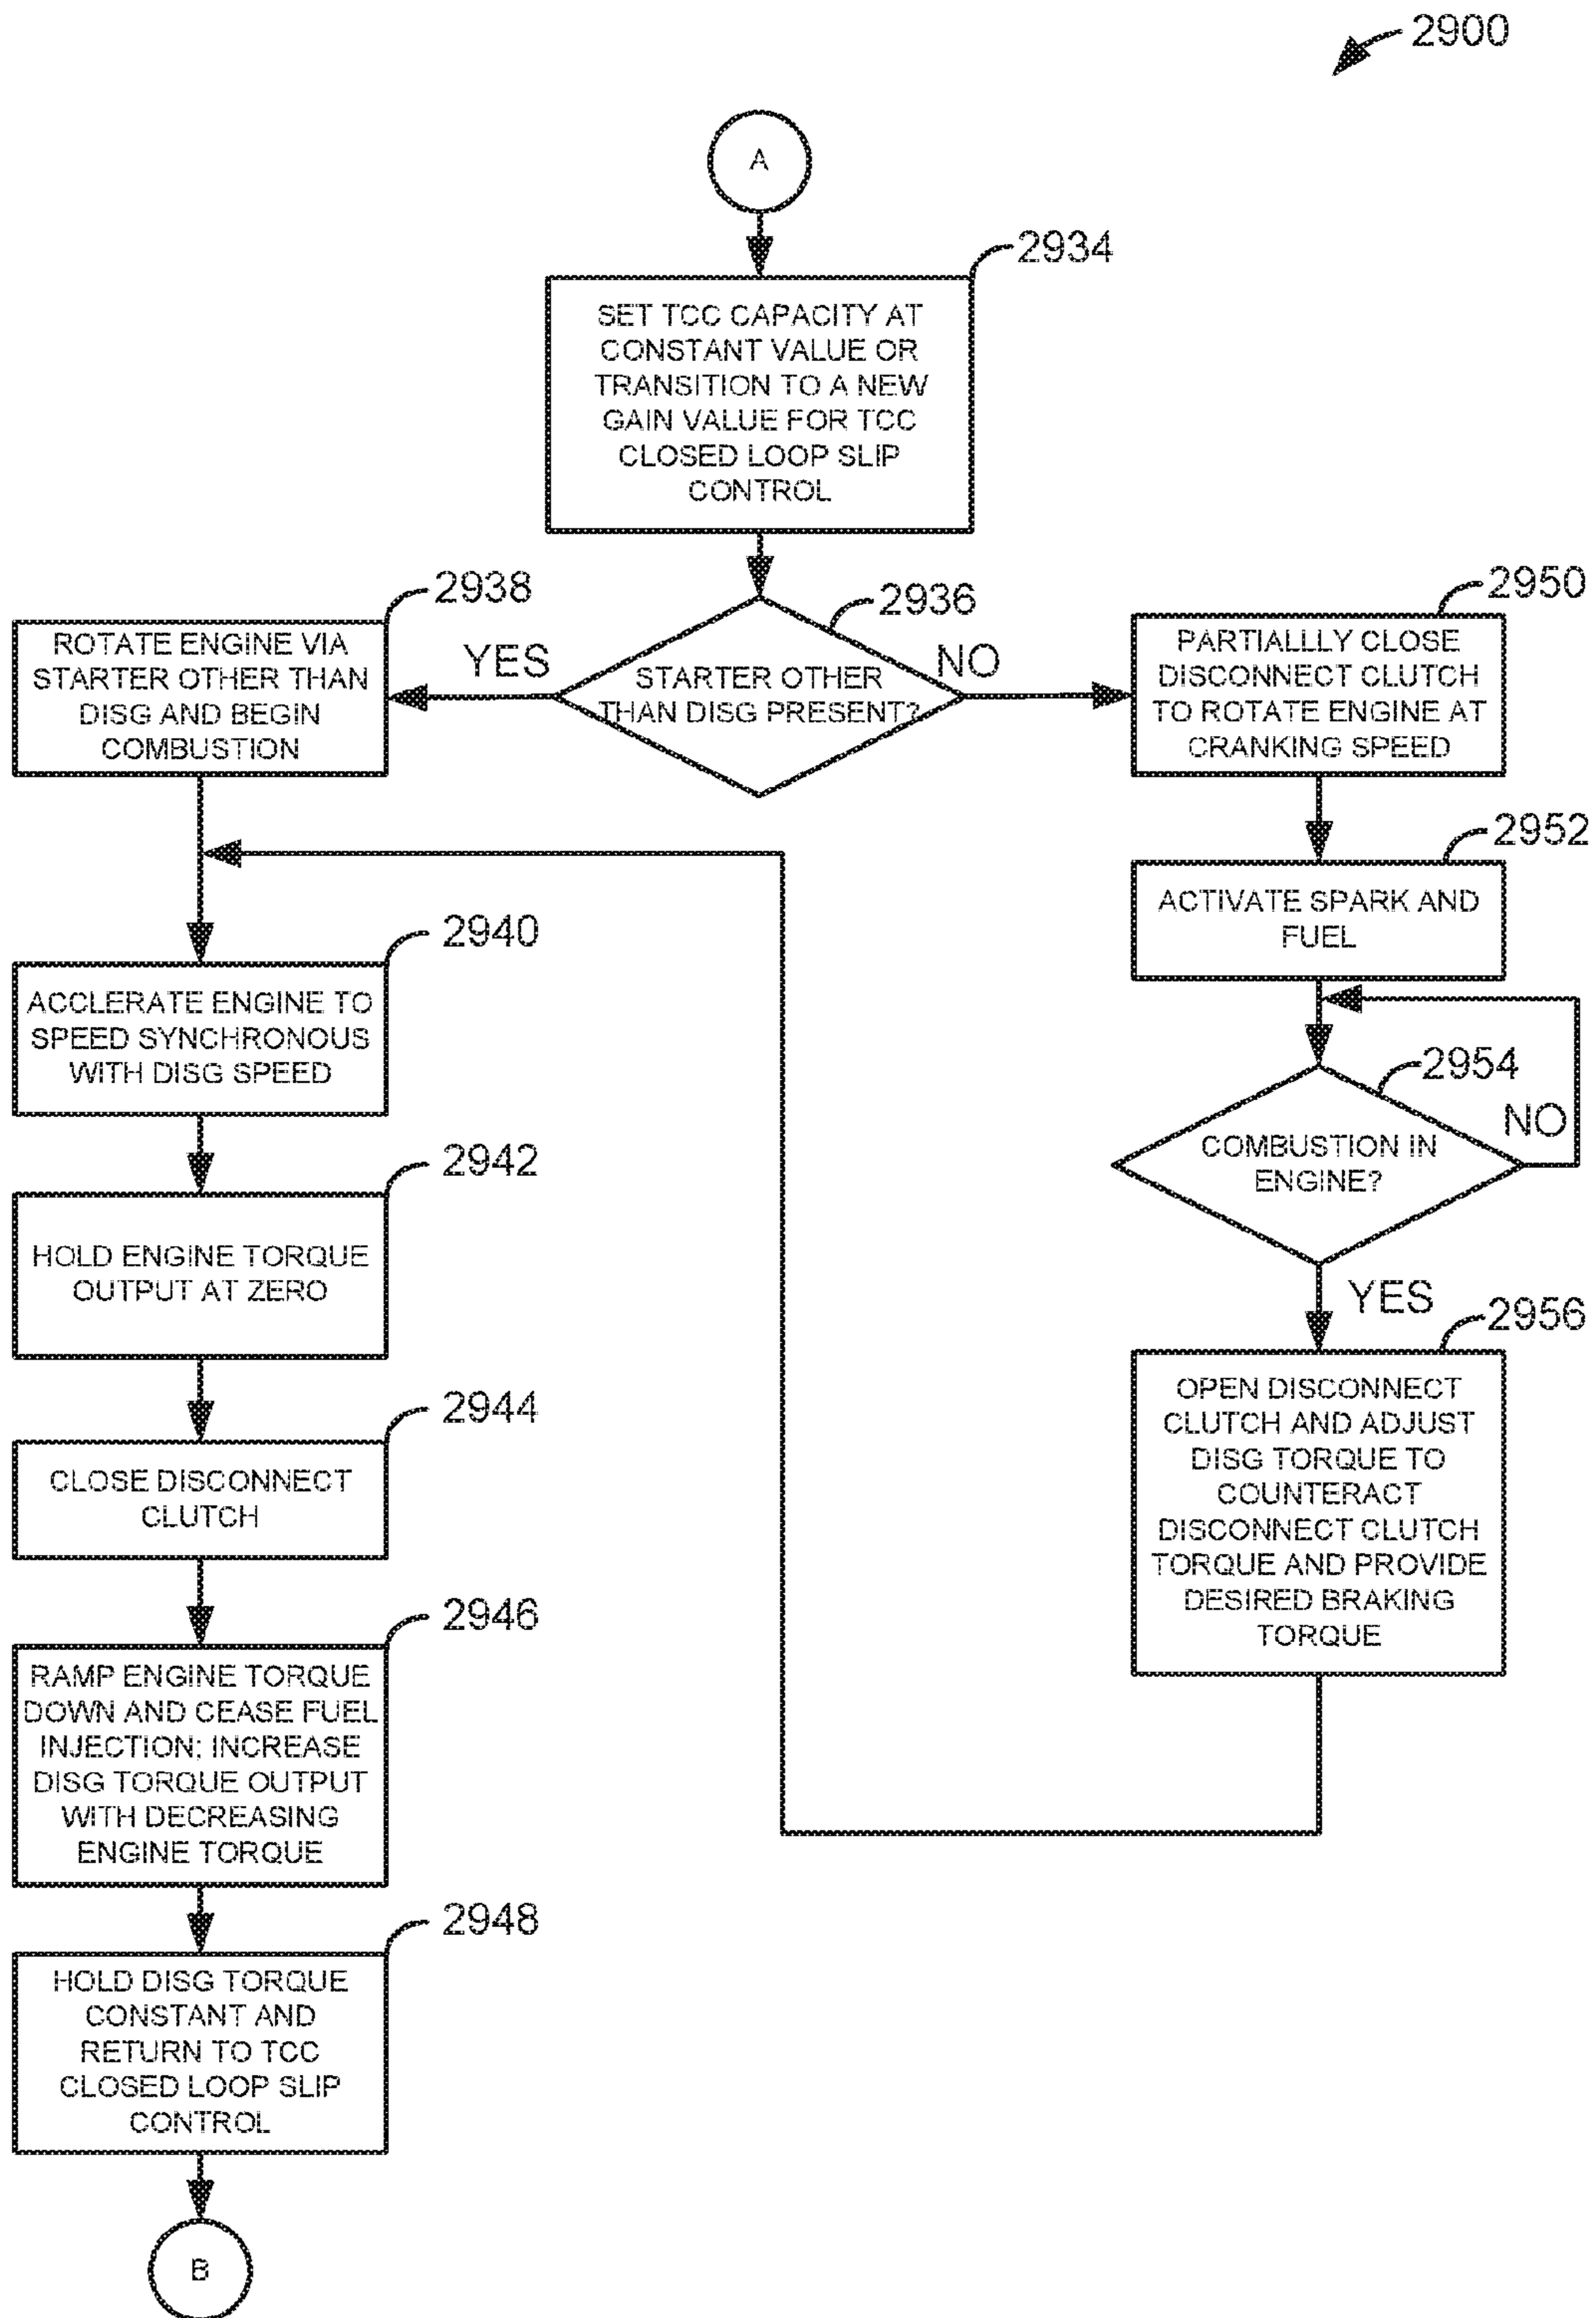 2900
A
2934
SET TCC CAPACITY AT
CONSTANT VALUE OR
TRANSITION TO A NEW
GAIN VALUE FOR TCC
CLOSED LOOP SLIP
CONTROL
2936
STARTER OTHER
THAN DISG PRESENT?
YES
NO
2938
ROTATE ENGINE VIA
STARTER OTHER THAN
DISG AND BEGIN
COMBUSTION
2940
ACCLERATE ENGINE TO
SPEED SYNCHRONOUS
WITH DISG SPEED
2942
HOLD ENGINE TORQUE
OUTPUT AT ZERO
2944
CLOSE DISCONNECT
CLUTCH
2946
RAMP ENGINE TORQUE
DOWN AND CEASE FUEL
INJECTION; INCREASE
DISG TORQUE OUTPUT
WITH DECREASING
ENGINE TORQUE
2948
HOLD DISG TORQUE
CONSTANT AND
RETURN TO TCC
CLOSED LOOP SLIP
CONTROL
B
2950
PARTIALLLY CLOSE
DISCONNECT CLUTCH
TO ROTATE ENGINE AT
CRANKING SPEED
2952
ACTIVATE SPARK AND
FUEL
2954
COMBUSTION IN
ENGINE?
NO
YES
2956
OPEN DISCONNECT
CLUTCH AND ADJUST
DISG TORQUE TO
COUNTERACT
DISCONNECT CLUTCH
TORQUE AND PROVIDE
DESIRED BRAKING
TORQUE